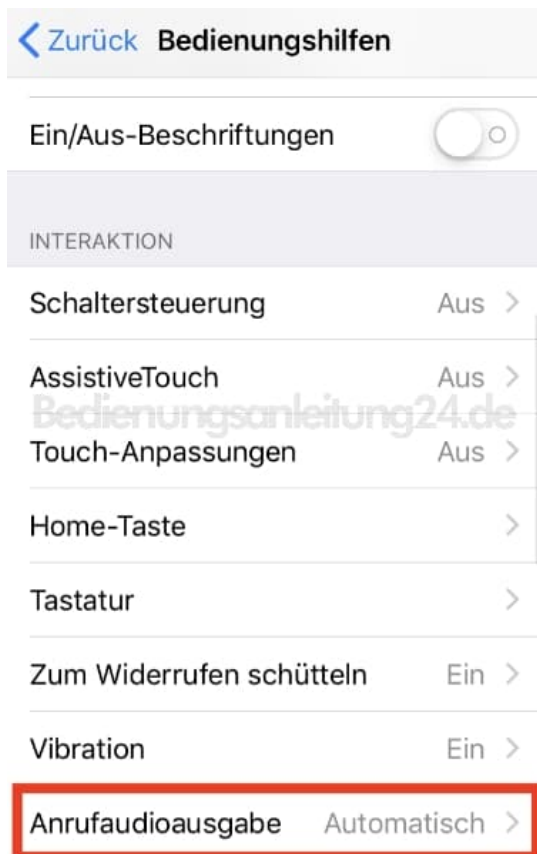 Zurück Bedienungshilfen
Ein/Aus-Beschriftungen
INTERAKTION
Schaltersteuerung Aus
AssistiveTouch Aus
Bedienungsanleitung24.de
Touch-Anpassungen Aus
Home-Taste
Tastatur
Zum Widerrufen schütteln Ein
Vibration Ein
Anrufaudioausgabe Automatisch